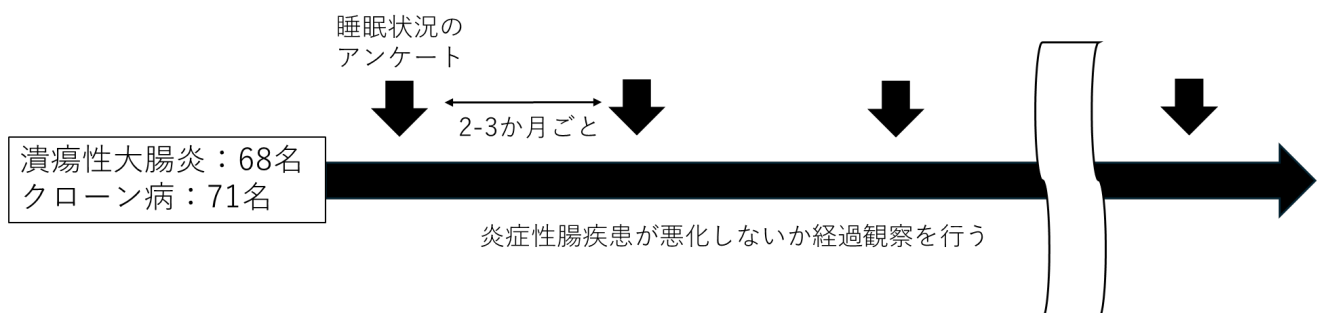 睡眠状況の
アンケート
2-3か月ごと
潰瘍性大腸炎：68名
クローン病：71名
炎症性腸疾患が悪化しないか経過観察を行う